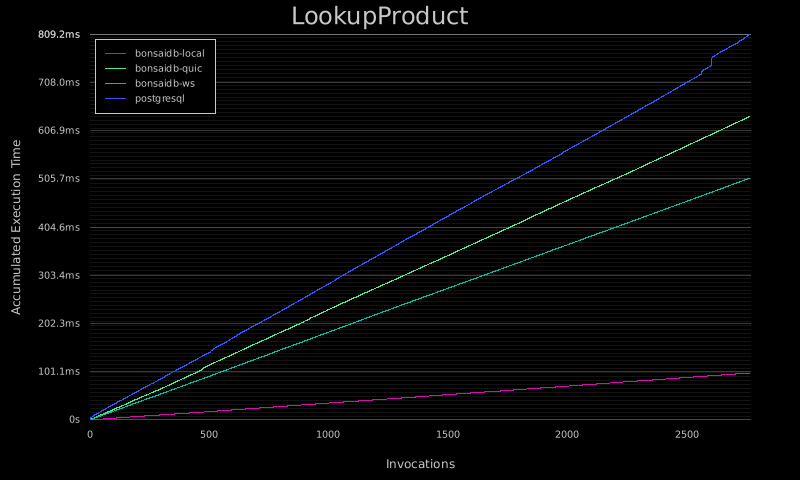 LookupProduct
809.2ms
bonsaidb-local
bonsaidb-quic
708.0ms
bonsaidb-ws
postgresql
606.9ms
Accumulated Execution Time
505.7ms
404.6ms
303.4ms
202.3ms
101.1ms
0s
0 500 1000 1500 2000 2500
Invocations